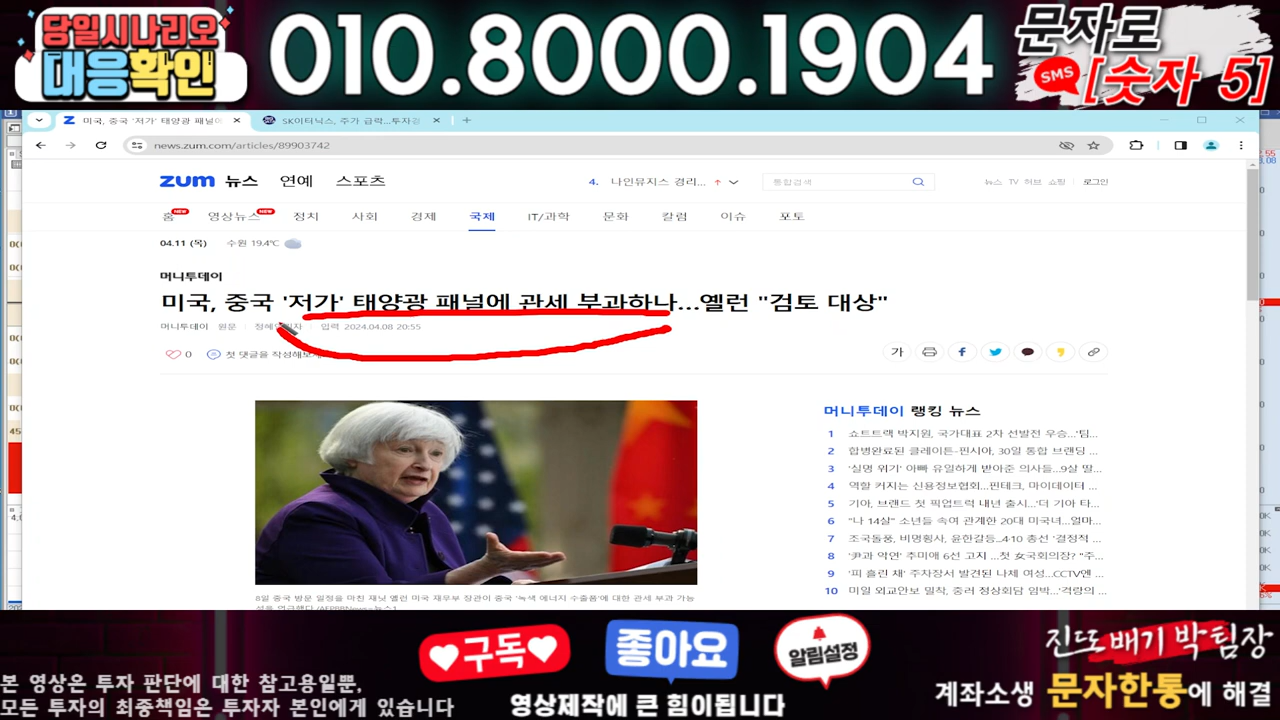 당일시나리오
대응확인
010.8000.1904
문자로
SMS
[숫자 5]
미국, 중국 '저가' 태양광 패널에
SK이터닉스, 주가 급락...투자경
news.zum.com/articles/89903742
zum 뉴스 연예 스포츠
4. 나인뮤지스 경리...
통합검색
뉴스 TV 허브 쇼핑 로그인
홈 NEW 영상뉴스 NEW 정치 사회 경제 국제 IT/과학 문화 칼럼 이슈 포토
04.11 (목) 수원 19.4℃
머니투데이
미국, 중국 '저가' 태양광 패널에 관세 부과하나...옐런 "검토 대상"
머니투데이 원문 입력 2024.04.08 20:55
0 첫 댓글을 작성해보세
가
머니투데이 랭킹 뉴스
1 쇼트트랙 박지원, 국가대표 2차 선발전 우승...'팀...
2 합병완료된 클레이튼-핀시아, 30일 통합 브랜딩 ...
3 '실명 위기' 아빠 유일하게 받아준 의사들...9살 딸...
4 역할 커지는 신용정보협회...핀테크, 마이데이터 ...
5 기아, 브랜드 첫 픽업트럭 내년 출시...'더 기아 타...
6 "나 14살" 소년들 속여 관계한 20대 미국녀...얼마...
7 조국돌풍, 비명횡사, 윤한갈등..4·10 총선 '결정적 ...
8 '尹과 악연' 추미애 6선 고지 ...첫 女국회의장? "주...
9 '피 흘린 채' 주차장서 발견된 나체 여성...CCTV엔 ...
10 미일 외교안보 밀착, 중러 정상회담 임박...'격랑의 ...
8일 중국 방문 일정을 마친 재닛 옐런 미국 재무부 장관이 중국 '녹색 에너지 수출품'에 대한 관세 부과 가능
성을 언급했다./AFPBBNews=뉴스1
구독
좋아요
알림설정
영상제작에 큰 힘이됩니다
본 영상은 투자 판단에 대한 참고용일뿐,
모든 투자의 최종책임은 투자자 본인에게 있습니다
진또배기 박팀장
계좌소생 문자한통에 해결